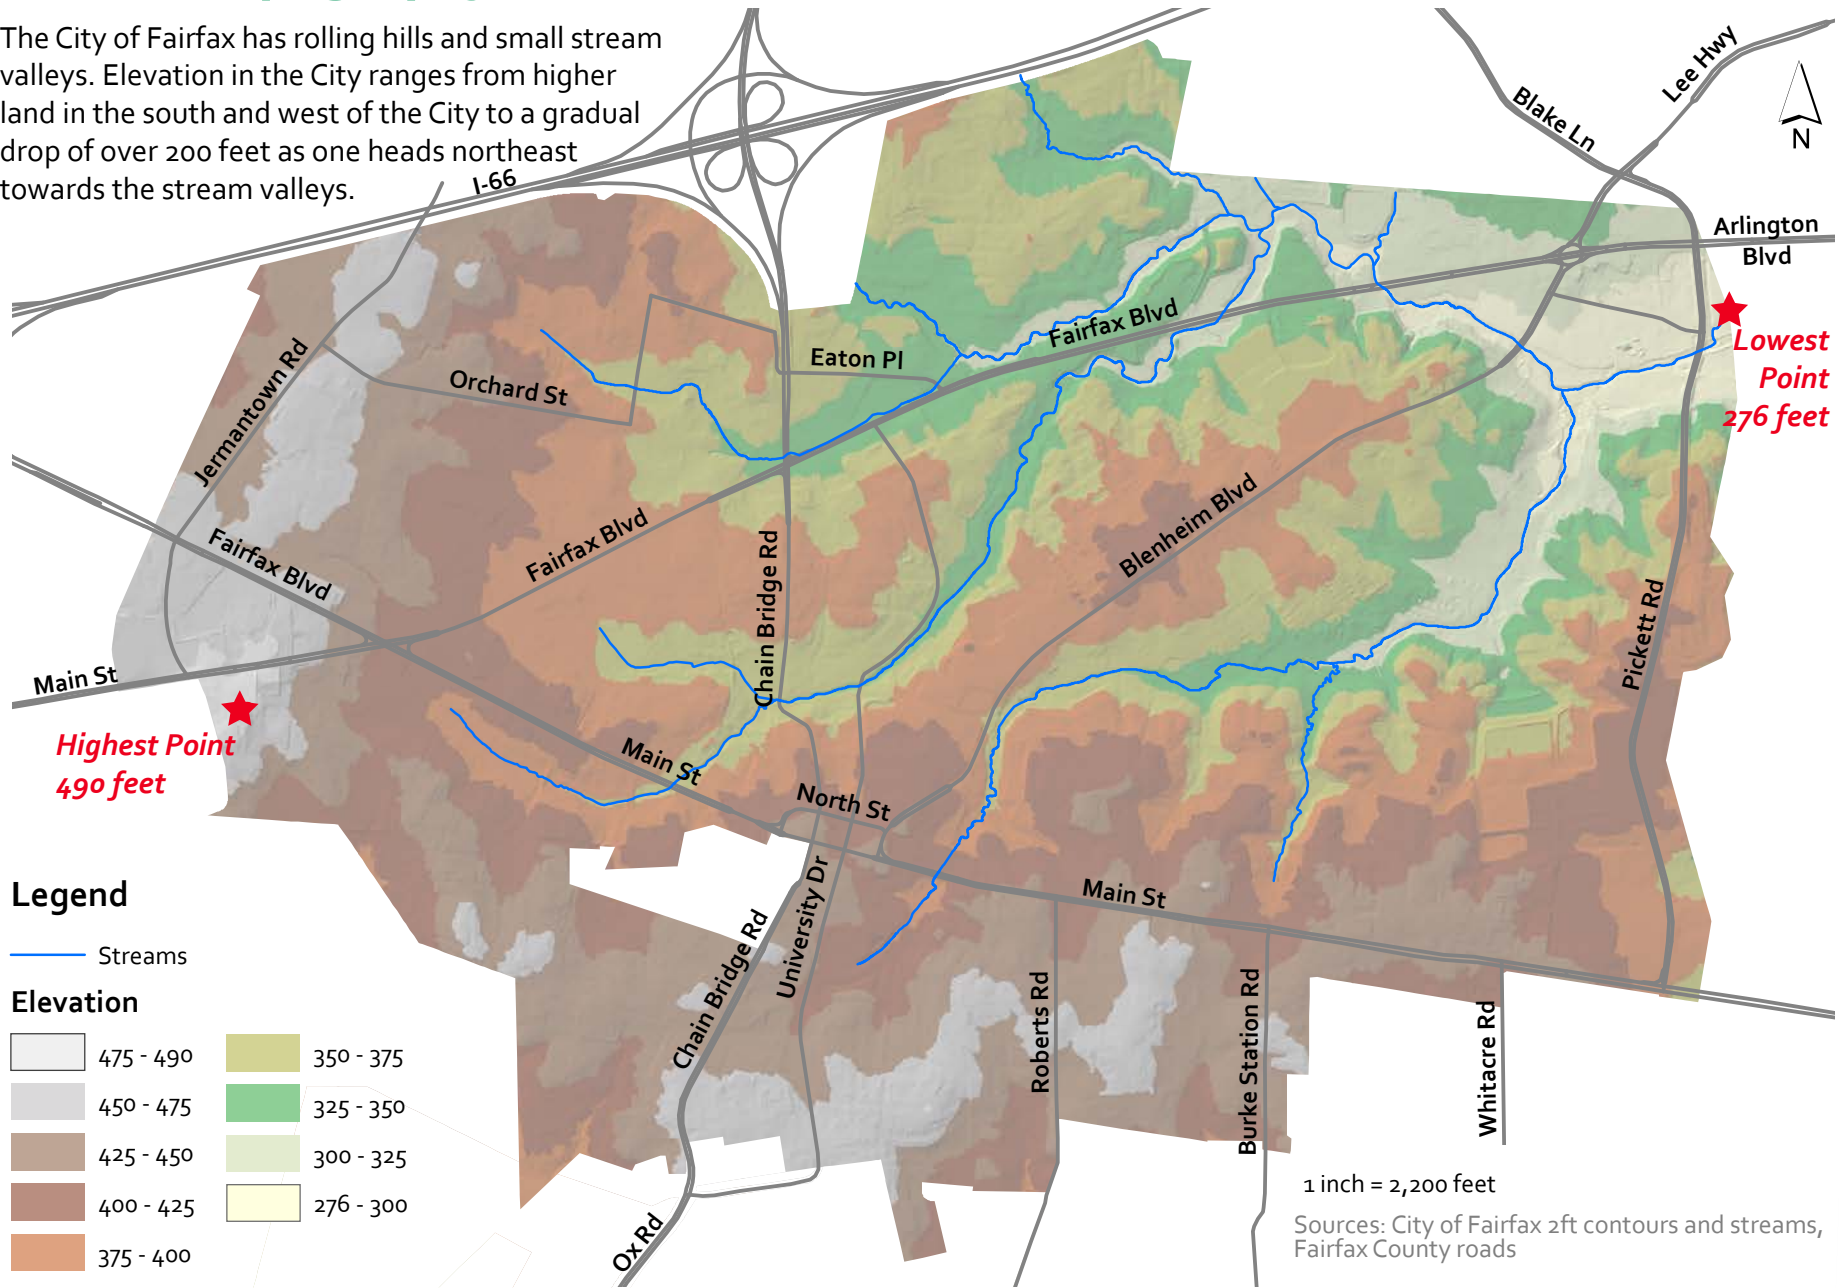 The City of Fairfax has rolling hills and small stream
valleys. Elevation in the City ranges from higher
land in the south and west of the City to a gradual
drop of over 200 feet as one heads northeast
towards the stream valleys.
I-66
Blake Ln
Lee Hwy
N
Arlington
Blvd
Fairfax Blvd
Lowest
Point
276 feet
Eaton Pl
Orchard St
Jermantown Rd
Fairfax Blvd
Fairfax Blvd
Chain Bridge Rd
Blenheim Blvd
Pickett Rd
Main St
Highest Point
490 feet
Main St
North St
University Dr
Chain Bridge Rd
Main St
Roberts Rd
Burke Station Rd
Whitacre Rd
Ox Rd
Legend
Streams
Elevation
475 - 490
450 - 475
425 - 450
400 - 425
375 - 400
350 - 375
325 - 350
300 - 325
276 - 300
1 inch = 2,200 feet
Sources: City of Fairfax 2ft contours and streams,
Fairfax County roads